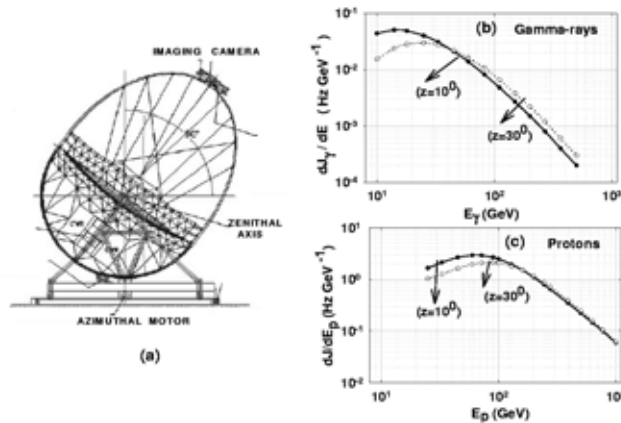 IMAGING CAMERA
ZENITHAL
AXIS
AZIMUTHAL MOTOR
(a)
(b) Gamma-rays
dJγ/ dE ( Hz GeV⁻¹ )
10⁻¹
10⁻²
10⁻³
10⁻⁴
(z=10⁰)
(z=30⁰)
10¹ 10² 10³
Eγ (GeV)
(c) Protons
dJ/dEp (Hz GeV⁻¹)
10¹
10⁰
10⁻¹
10⁻²
(z=10⁰)
(z=30⁰)
10¹ 10² 10³
Ep (GeV)